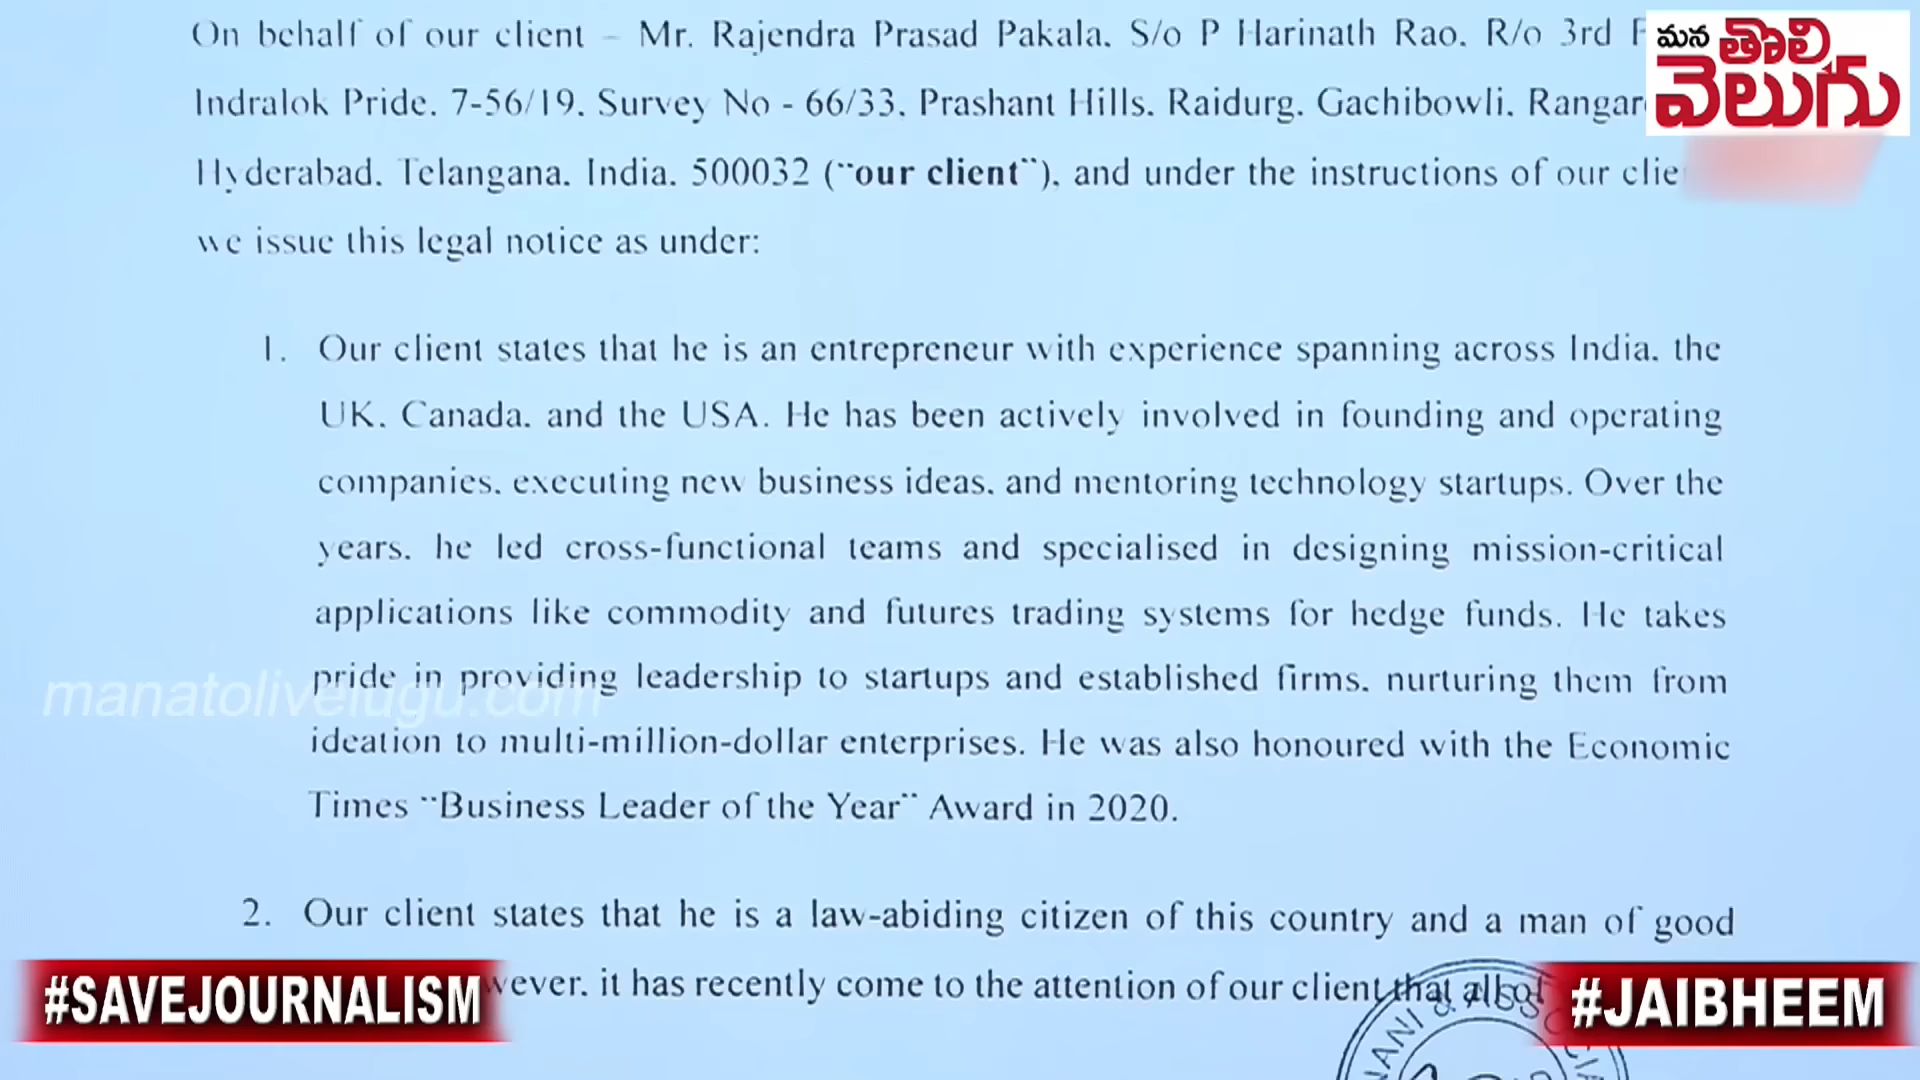 On behalf of our client – Mr. Rajendra Prasad Pakala, S/o P Harinath Rao, R/o 3rd
మన
తొలి
వెలుగు
Indralok Pride, 7-56/19, Survey No - 66/33, Prashant Hills, Raidurg, Gachibowli,
Hyderabad, Telangana, India, 500032 ("our client"), and under the instructions of our
we issue this legal notice as under:
1. Our client states that he is an entrepreneur with experience spanning across India, the
UK, Canada, and the USA. He has been actively involved in founding and operating
companies, executing new business ideas, and mentoring technology startups. Over the
years, he led cross-functional teams and specialised in designing mission-critical
applications like commodity and futures trading systems for hedge funds. He takes
pride in providing leadership to startups and established firms, nurturing them from
manatolivelugu.com
ideation to multi-million-dollar enterprises. He was also honoured with the Economic
Times "Business Leader of the Year" Award in 2020.
2. Our client states that he is a law-abiding citizen of this country and a man of good
it has recently come to the attention of our client that
#SAVEJOURNALISM
#JAIBHEEM